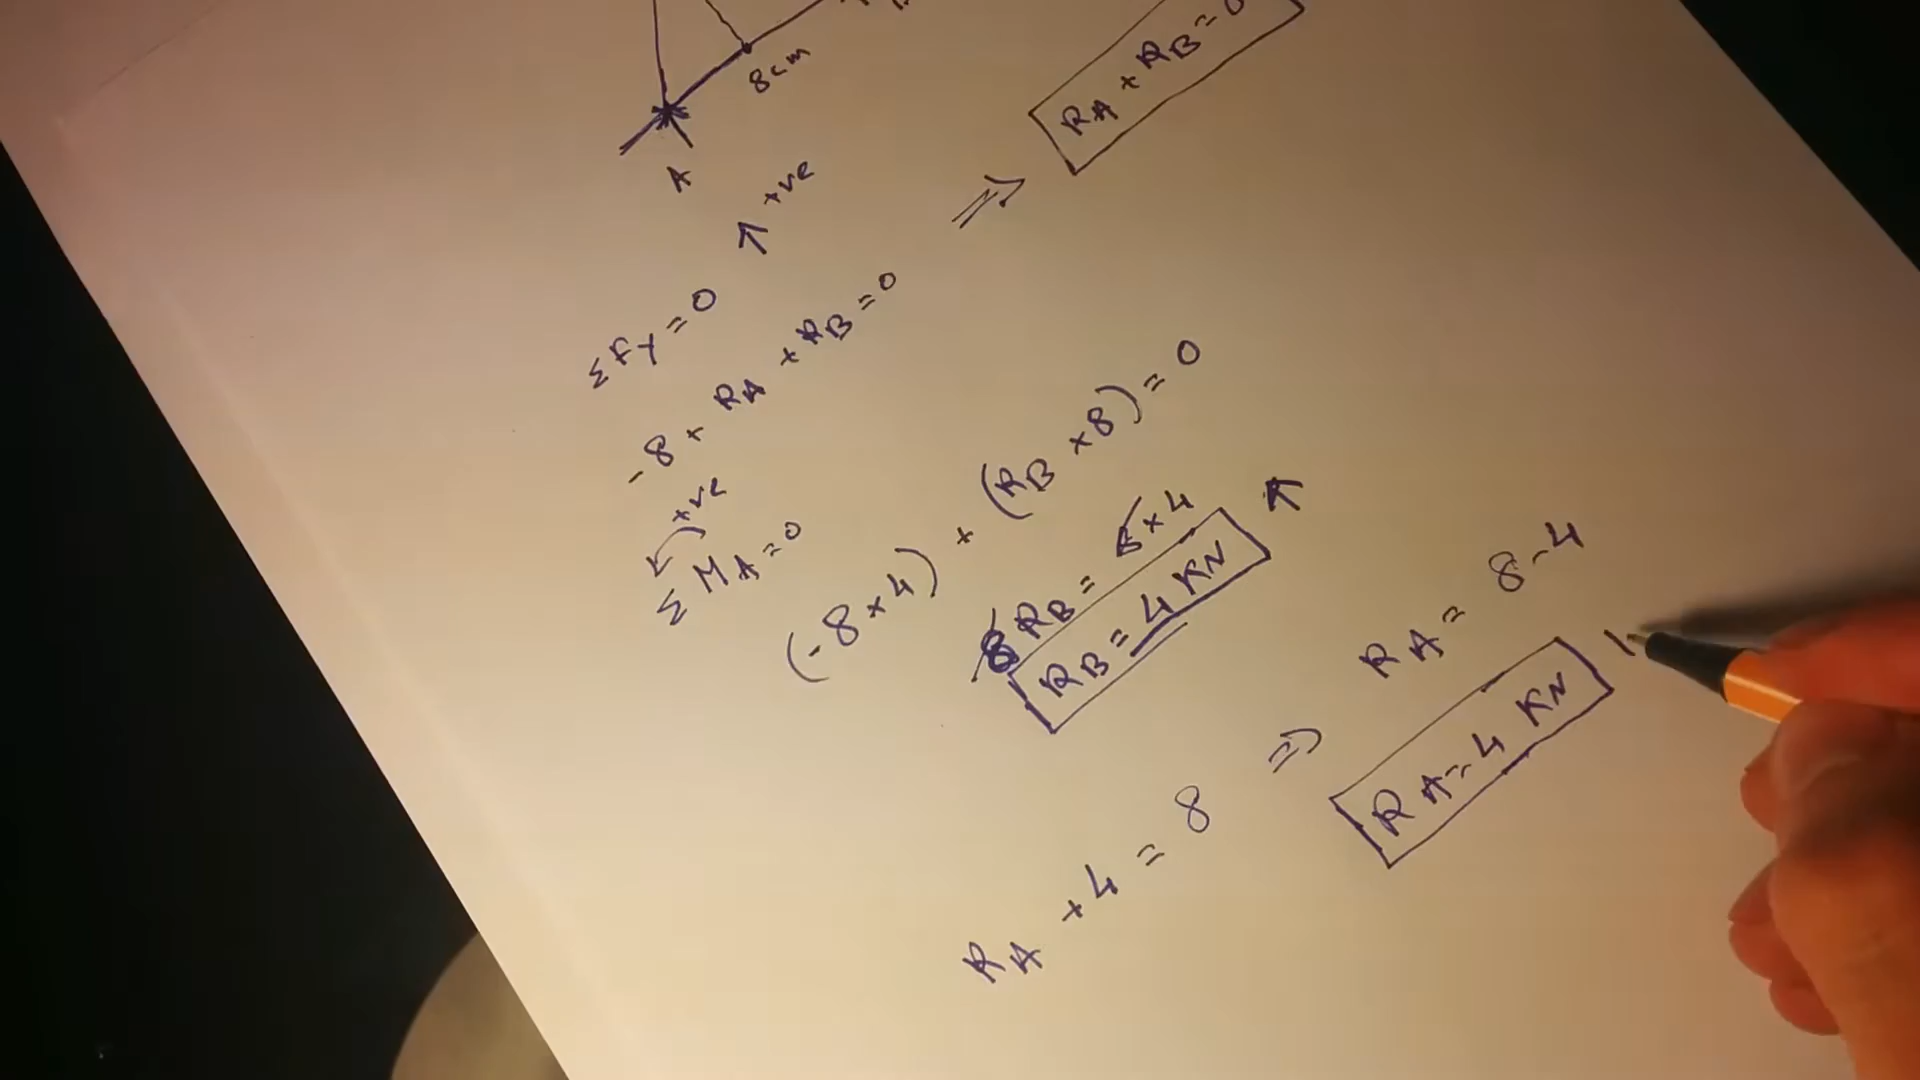 8cm
A
ΣFy=0 ↑ +ve
-8 + RA + RB = 0 ⇒
RA + RB =
+ve
ΣMA=0
(-8×4) + (RB ×8) = 0
8RB = 8×4
RB = 4 KN ↑
RA + 4 = 8 ⇒ RA = 8-4
RA = 4 KN